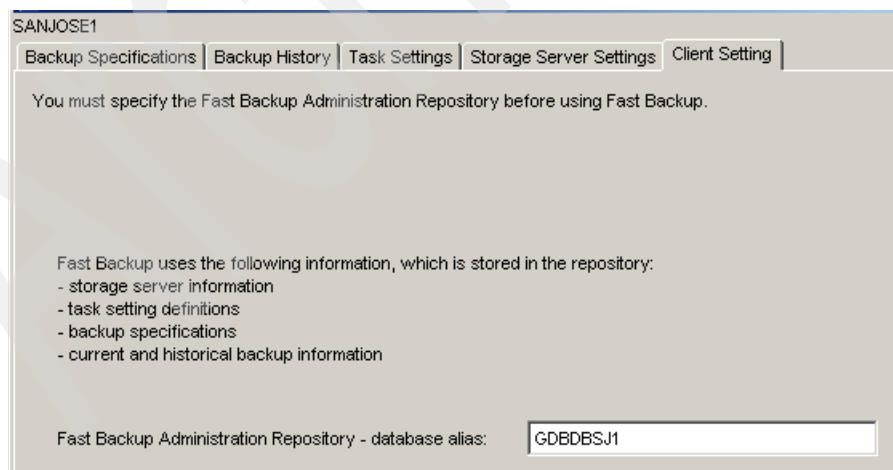 SANJOSE1
Backup Specifications Backup History Task Settings Storage Server Settings Client Setting
You must specify the Fast Backup Administration Repository before using Fast Backup.
Fast Backup uses the following information, which is stored in the repository:
- storage server information
- task setting definitions
- backup specifications
- current and historical backup information
Fast Backup Administration Repository - database alias: GDBDBSJ1